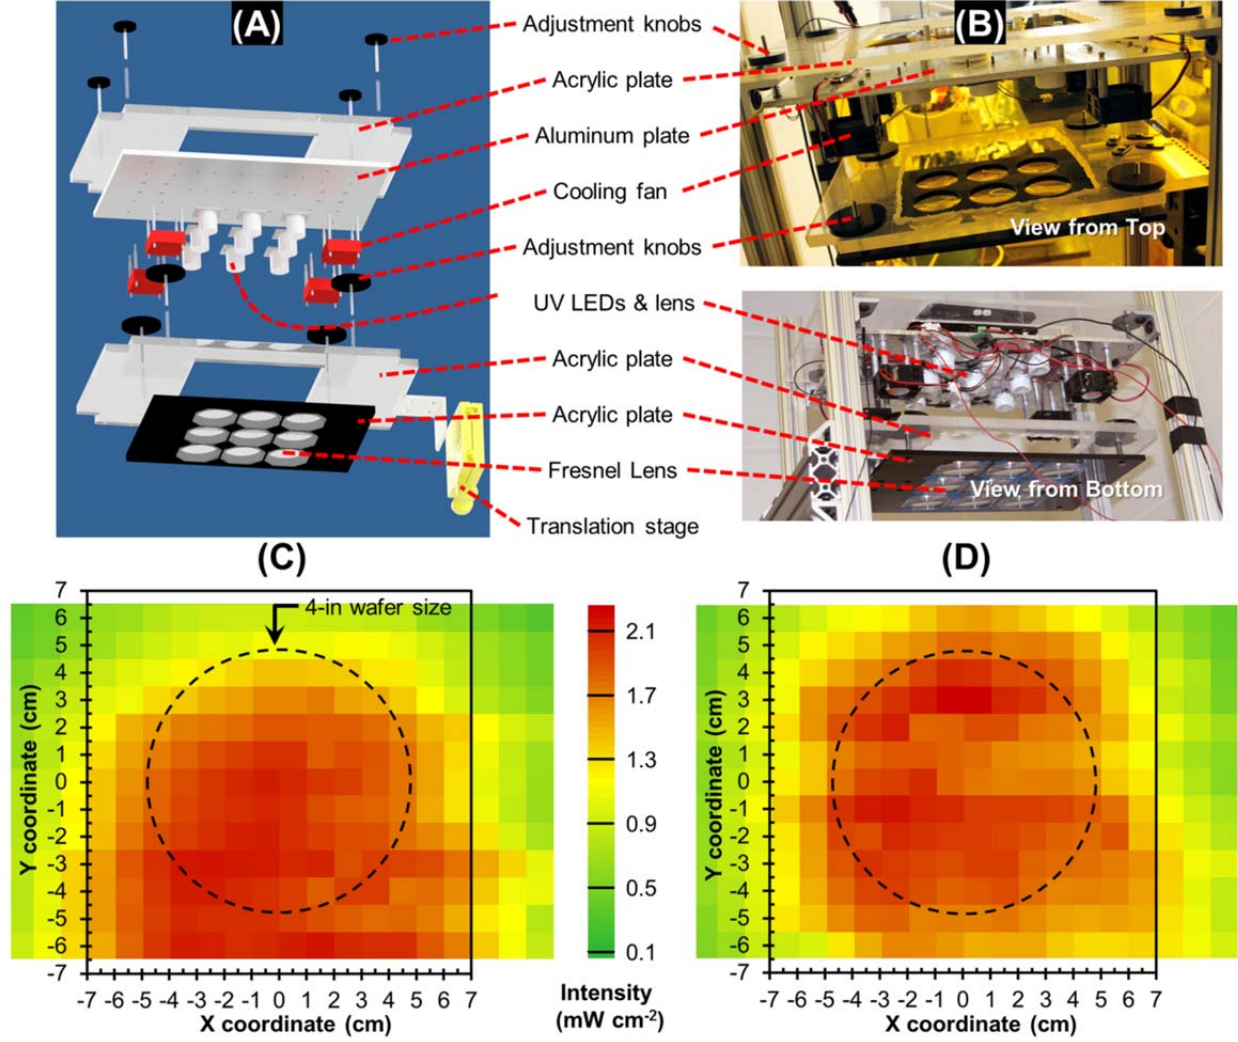 (A)
(B)
Adjustment knobs
Acrylic plate
Aluminum plate
Cooling fan
Adjustment knobs
UV LEDs & lens
Acrylic plate
Acrylic plate
Fresnel Lens
Translation stage
View from Top
View from Bottom
(C)
7
6
5
4
3
2
1
0
-1
-2
-3
-4
-5
-6
-7
Y coordinate (cm)
4-in wafer size
-7 -6 -5 -4 -3 -2 -1 0 1 2 3 4 5 6 7
X coordinate (cm)
2.1
1.7
1.3
0.9
0.5
0.1
Intensity
(mW cm-2)
(D)
7
6
5
4
3
2
1
0
-1
-2
-3
-4
-5
-6
-7
Y coordinate (cm)
-7 -6 -5 -4 -3 -2 -1 0 1 2 3 4 5 6 7
X coordinate (cm)